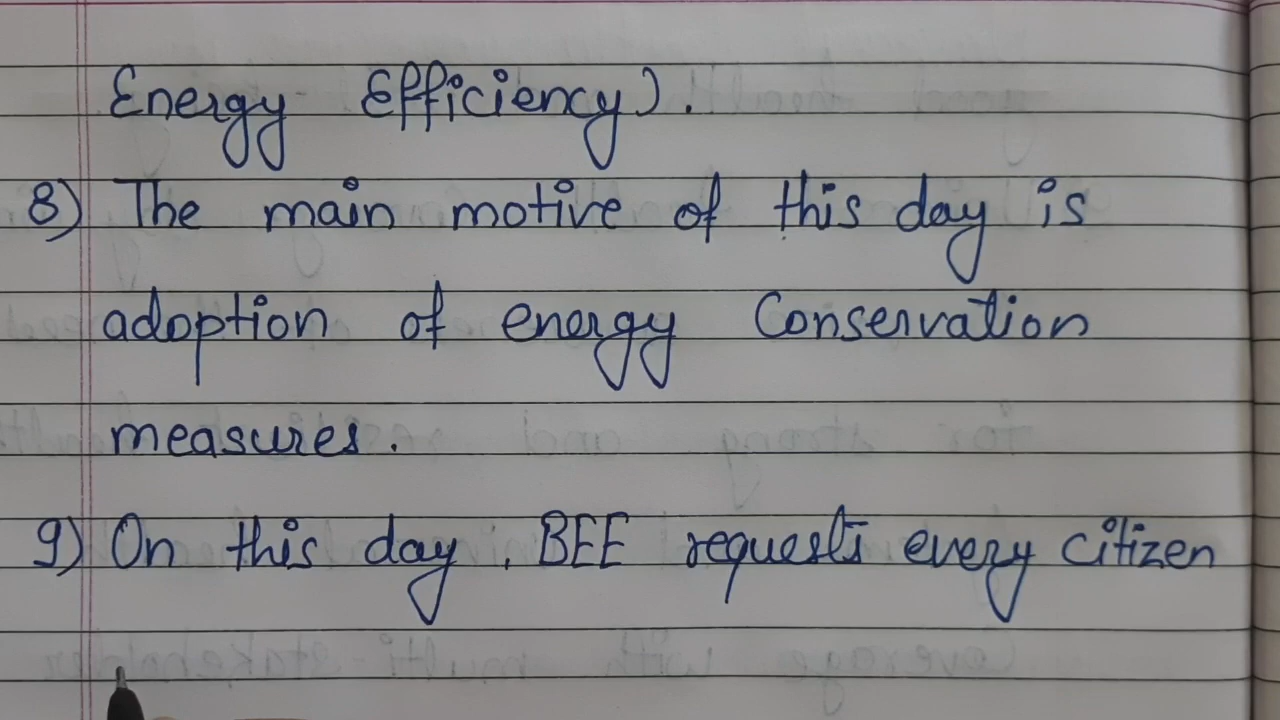 Energy Efficiency).
8) The main motive of this day is
adoption of energy Conservation
measures.
9) On this day, BEE requests every citizen